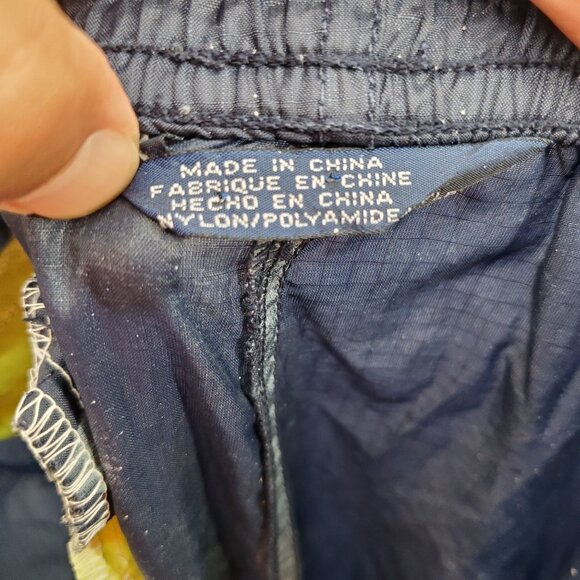 MADE IN CHINA
FABRIQUE EN CHINE
HECHO EN CHINA
NYLON/POLYAMIDE